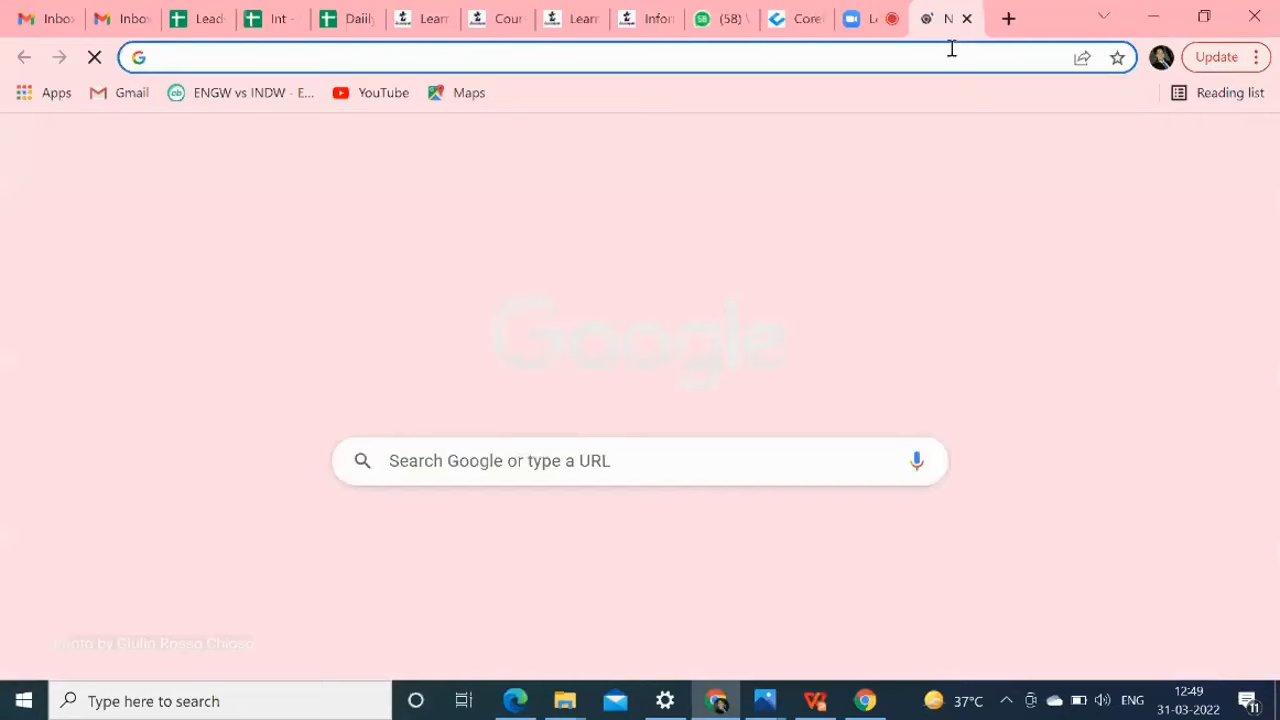 Inbo Inbo Lead Int - Daily Learn Cour Learn Infor (58) Core Le N
Update
Apps Gmail ENGW vs INDW - E... YouTube Maps Reading list
Google
Search Google or type a URL
Photo by Giulio Rosso Chioso
Type here to search 37°C ENG 12:49
31-03-2022 11